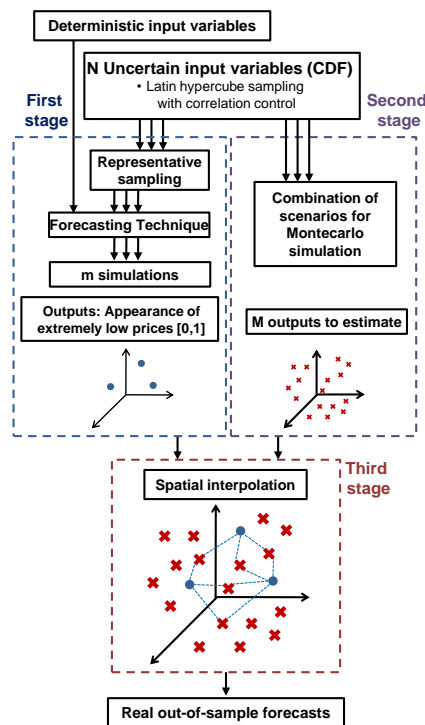 Deterministic input variables
N Uncertain input variables (CDF)
• Latin hypercube sampling
with correlation control
First
stage
Second
stage
Representative
sampling
Forecasting Technique
m simulations
Outputs: Appearance of
extremely low prices [0,1]
Combination of
scenarios for
Montecarlo
simulation
M outputs to estimate
Third
stage
Spatial interpolation
Real out-of-sample forecasts